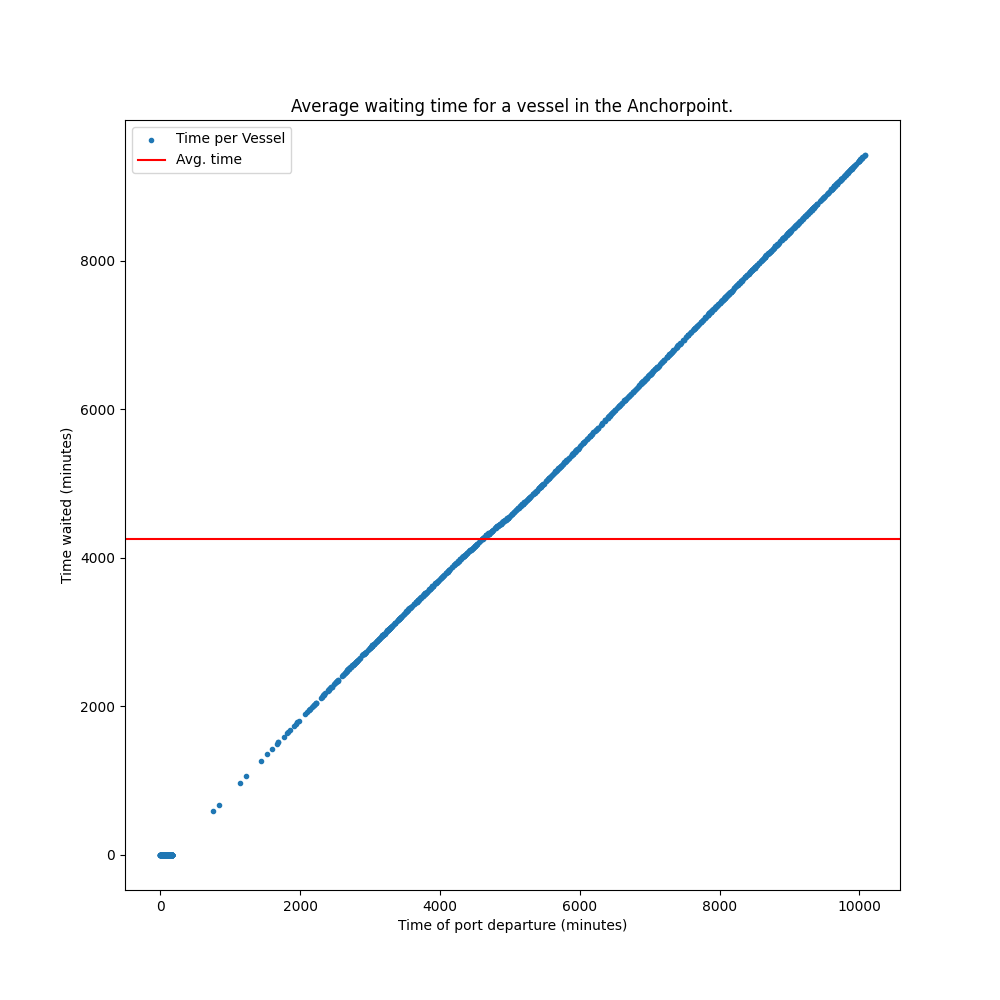 Average waiting time for a vessel in the Anchorpoint.
Time per Vessel
Avg. time
8000
6000
4000
2000
0
Time waited (minutes)
0 2000 4000 6000 8000 10000
Time of port departure (minutes)